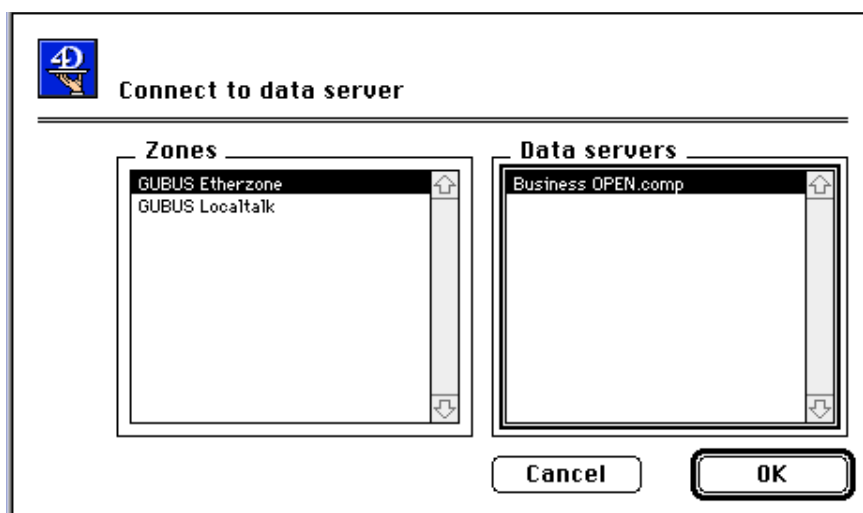 4D
Connect to data server
Zones
GUBUS Etherzone
GUBUS Localtalk
Data servers
Business OPEN.comp
Cancel
OK